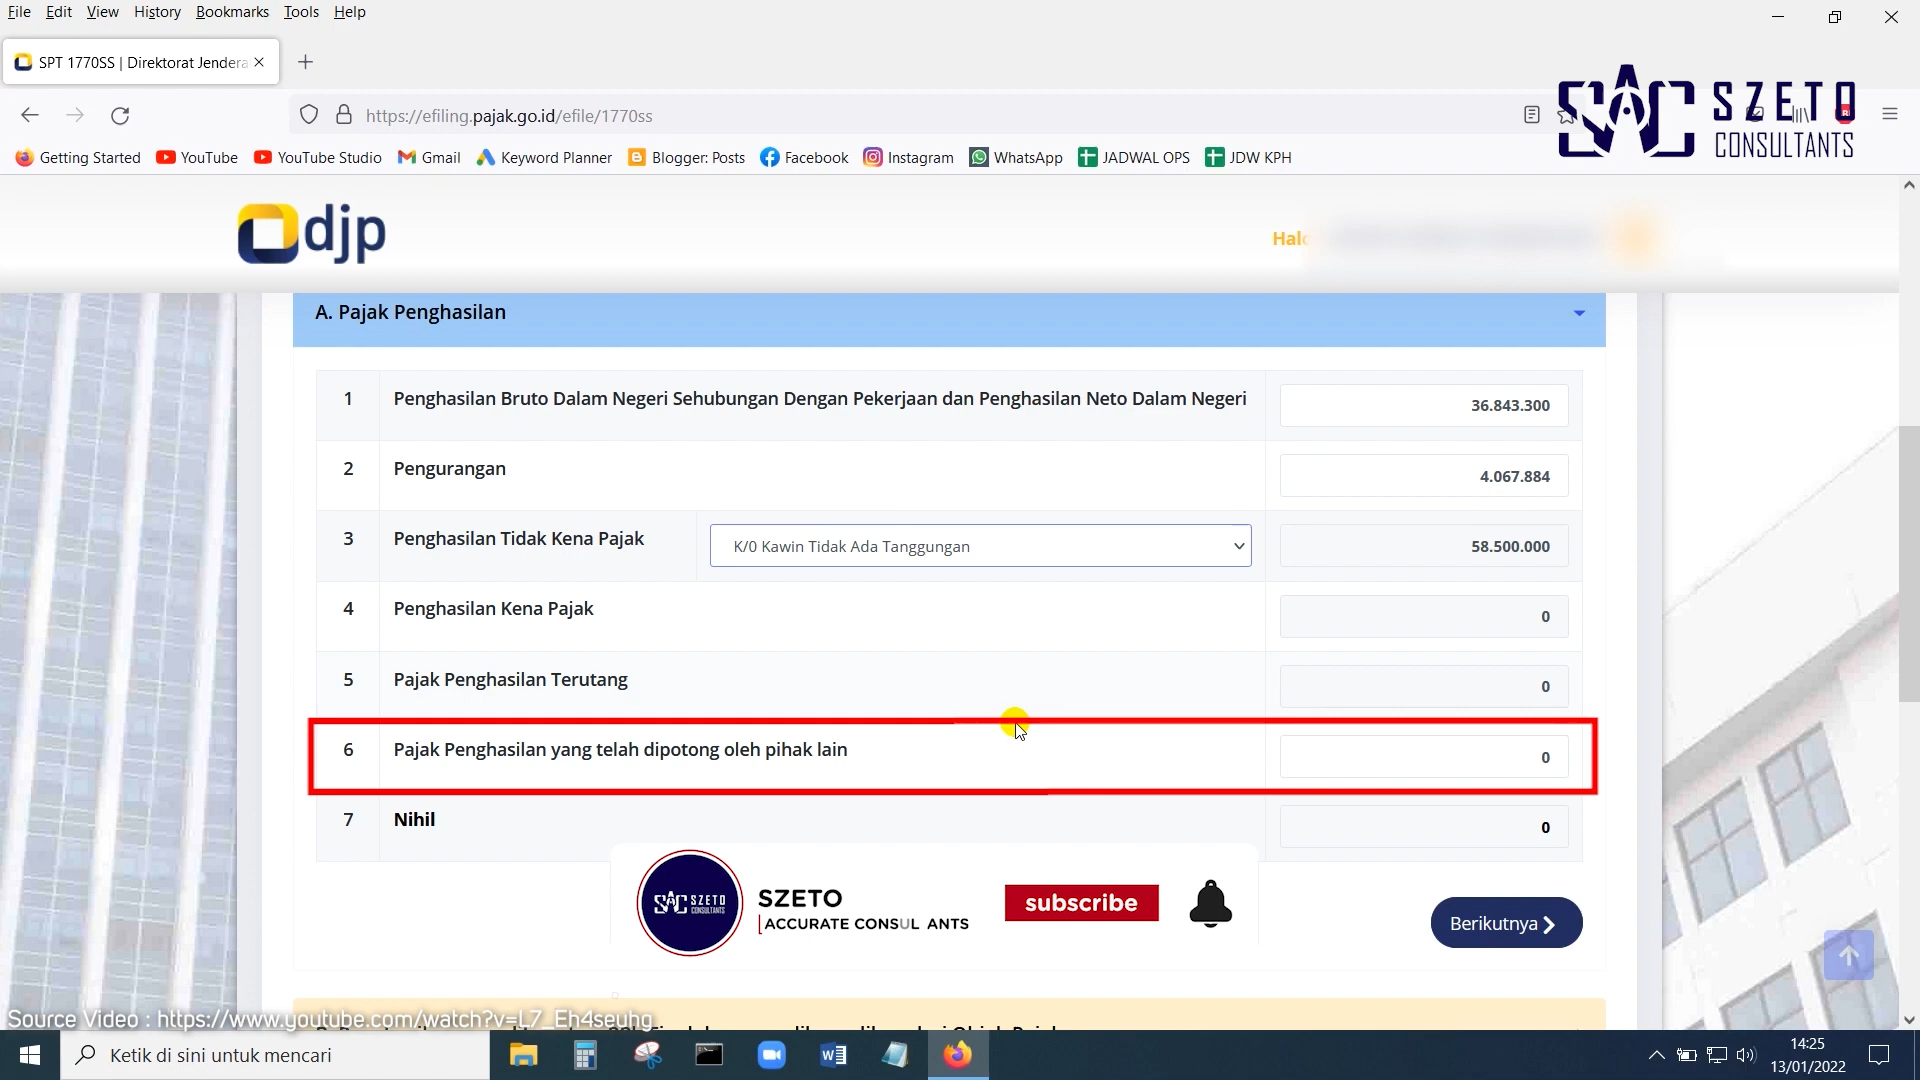 File Edit View History Bookmarks Tools Help
SPT 1770SS | Direktorat Jendera
https://efiling.pajak.go.id/efile/1770ss
SAC SZETO
CONSULTANTS
Getting Started YouTube YouTube Studio Gmail Keyword Planner Blogger: Posts Facebook Instagram WhatsApp JADWAL OPS JDW KPH
djp
Halo
A. Pajak Penghasilan
1 Penghasilan Bruto Dalam Negeri Sehubungan Dengan Pekerjaan dan Penghasilan Neto Dalam Negeri 36.843.300
2 Pengurangan 4.067.884
3 Penghasilan Tidak Kena Pajak K/0 Kawin Tidak Ada Tanggungan 58.500.000
4 Penghasilan Kena Pajak 0
5 Pajak Penghasilan Terutang 0
6 Pajak Penghasilan yang telah dipotong oleh pihak lain 0
7 Nihil 0
SAC SZETO
CONSULTANTS
SZETO
ACCURATE CONSUL ANTS
subscribe
Berikutnya
Source Video : https://www.youtube.com/watch?v=L7_Eh4seuhg
Ketik di sini untuk mencari
14:25
13/01/2022